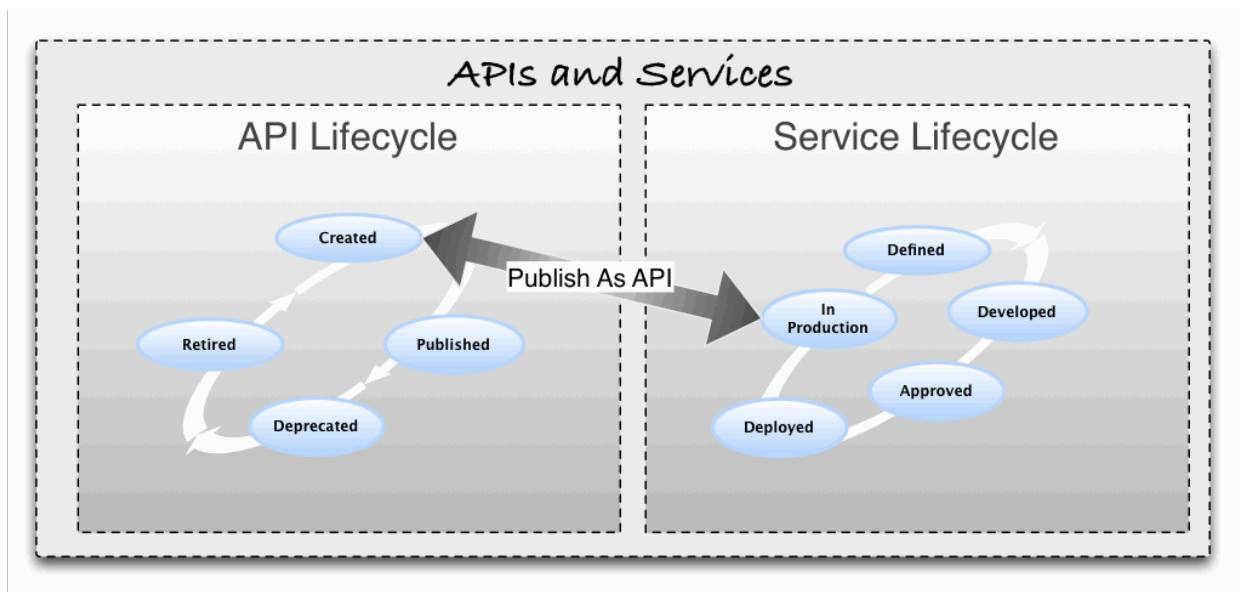 APIs and Services
API Lifecycle
Created
Retired
Published
Deprecated
Publish As API
Service Lifecycle
Defined
In
Production
Developed
Approved
Deployed